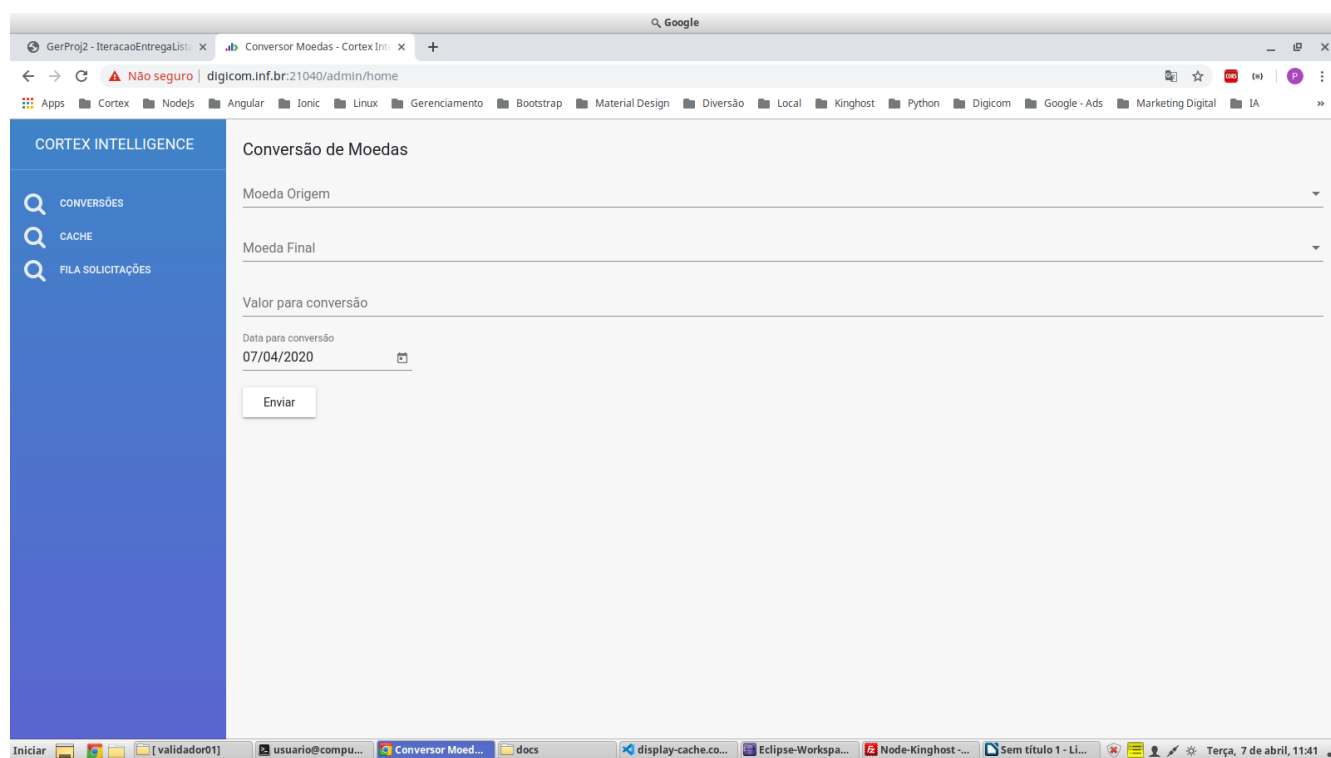 Google
GerProj2 - IteracaoEntregaLista
Conversor Moedas - Cortex Inte
Não seguro | digicom.inf.br:21040/admin/home
Apps Cortex NodeJs Angular Ionic Linux Gerenciamento Bootstrap Material Design Diversão Local Kinghost Python Digicom Google - Ads Marketing Digital IA »
CORTEX INTELLIGENCE
CONVERSÕES
CACHE
FILA SOLICITAÇÕES
Conversão de Moedas
Moeda Origem
Moeda Final
Valor para conversão
Data para conversão
07/04/2020
Enviar
Iniciar [ validador01] usuario@compu... Conversor Moed... docs display-cache.co... Eclipse-Workspa... Node-Kinghost -... Sem título 1 - Li... Terça, 7 de abril, 11:41